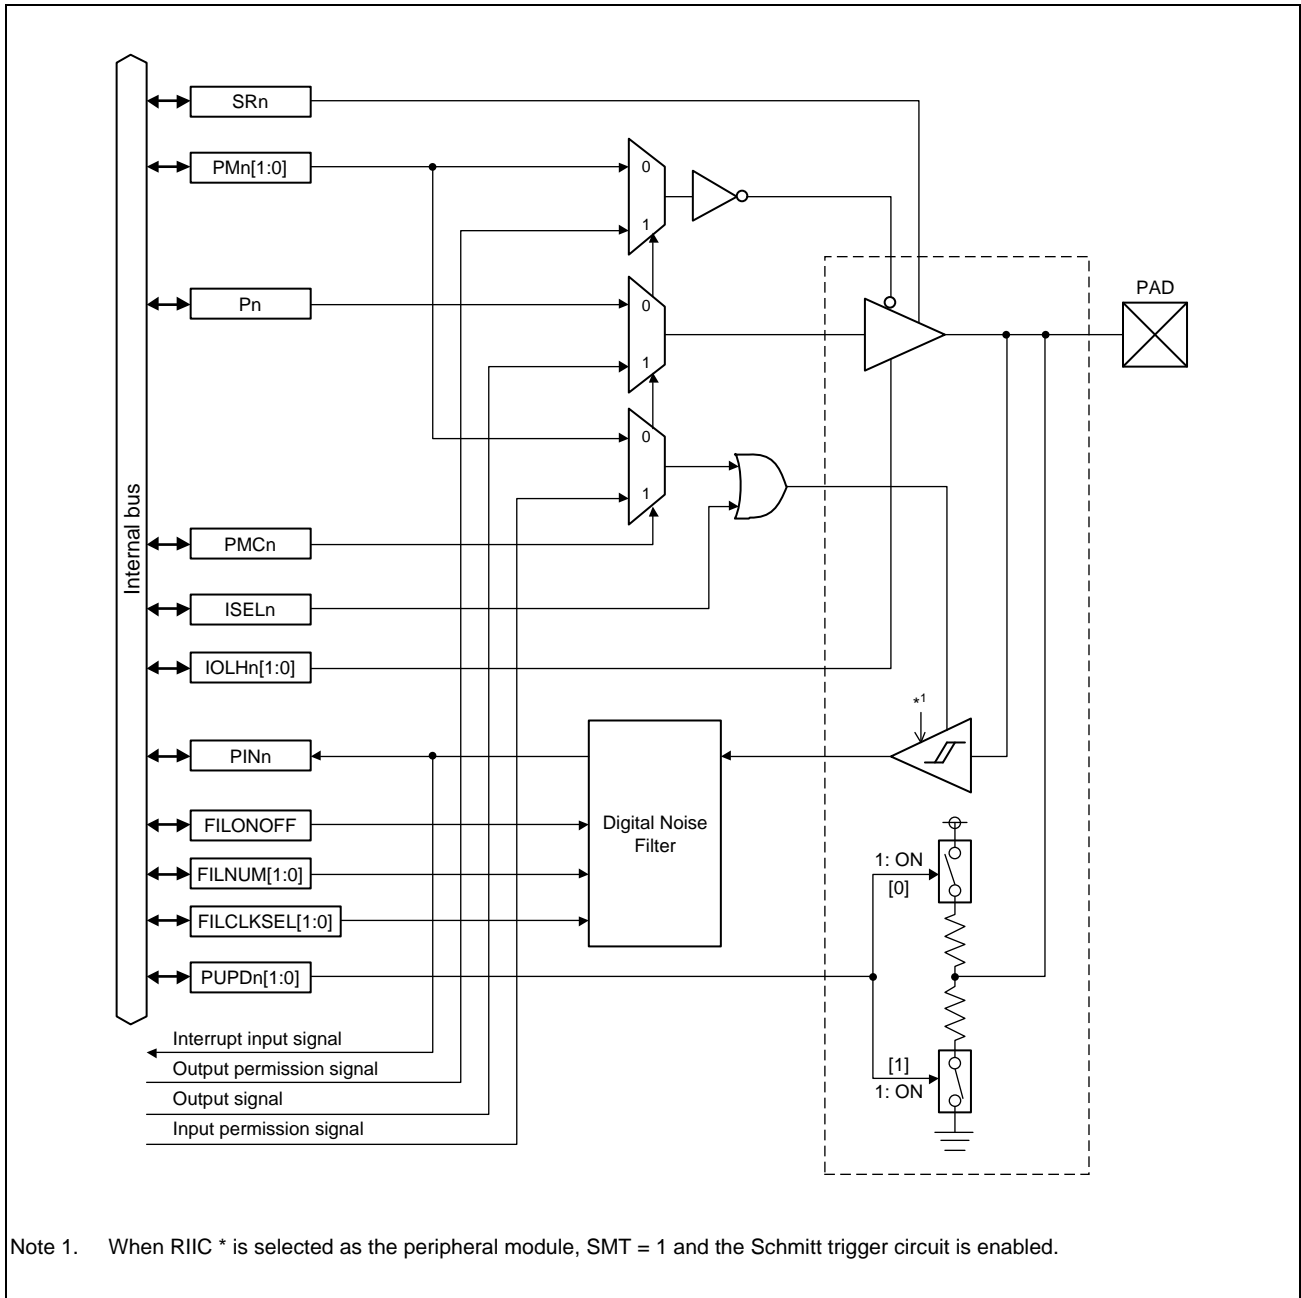 SRn
PMn[1:0]
0
1
PAD
Pn
0
1
0
1
Internal bus
PMCn
ISELn
IOLHn[1:0]
*1
PINn
FILONOFF
Digital Noise
Filter
FILNUM[1:0]
1: ON
[0]
FILCLKSEL[1:0]
PUPDn[1:0]
Interrupt input signal
[1]
Output permission signal
1: ON
Output signal
Input permission signal
Note 1. When RIIC * is selected as the peripheral module, SMT = 1 and the Schmitt trigger circuit is enabled.